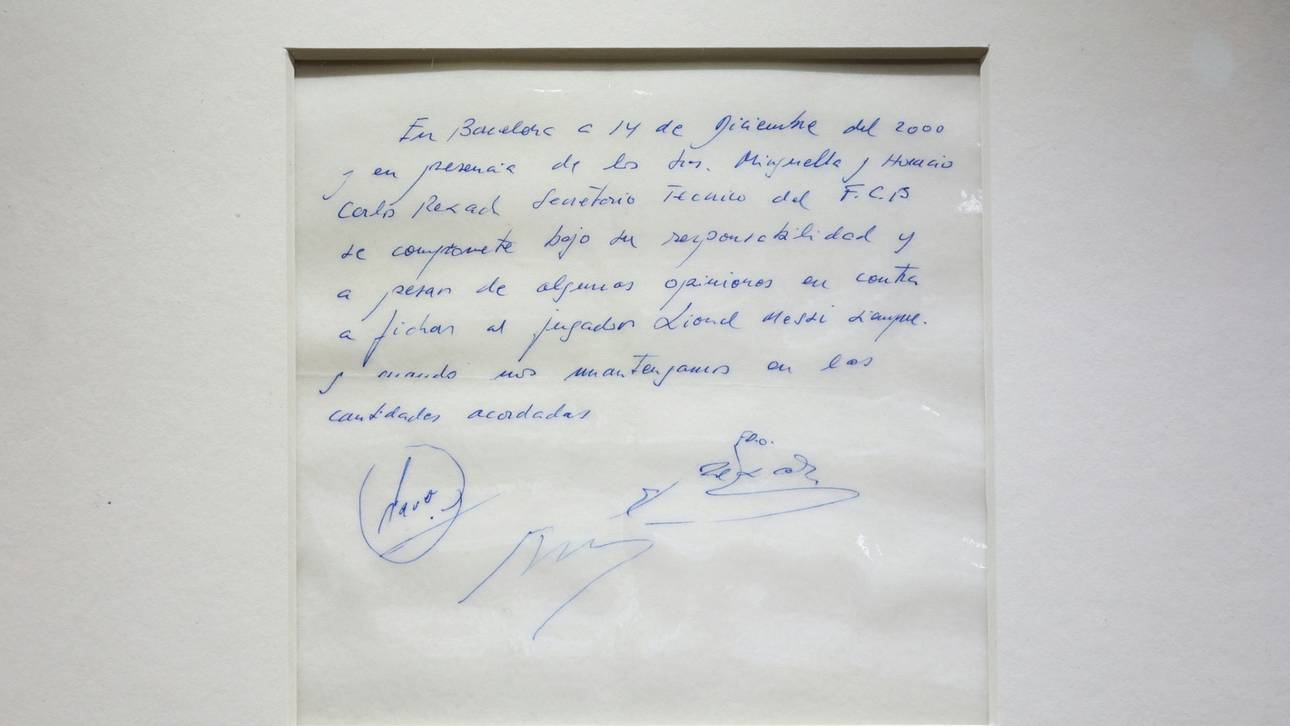 En Barcelona a 14 de Diciembre del 2000
y en presencia de los Srs. Minguella y Horacio
Carlos Rexach Secretario Tecnico del F.C.B
se compromete bajo su responsabilidad y
a pesar de algunas opiniones en contra
a fichar al jugador Lionel Messi siempre.
y cuando nos mantengamos en las
cantidades acordadas
Fdo.